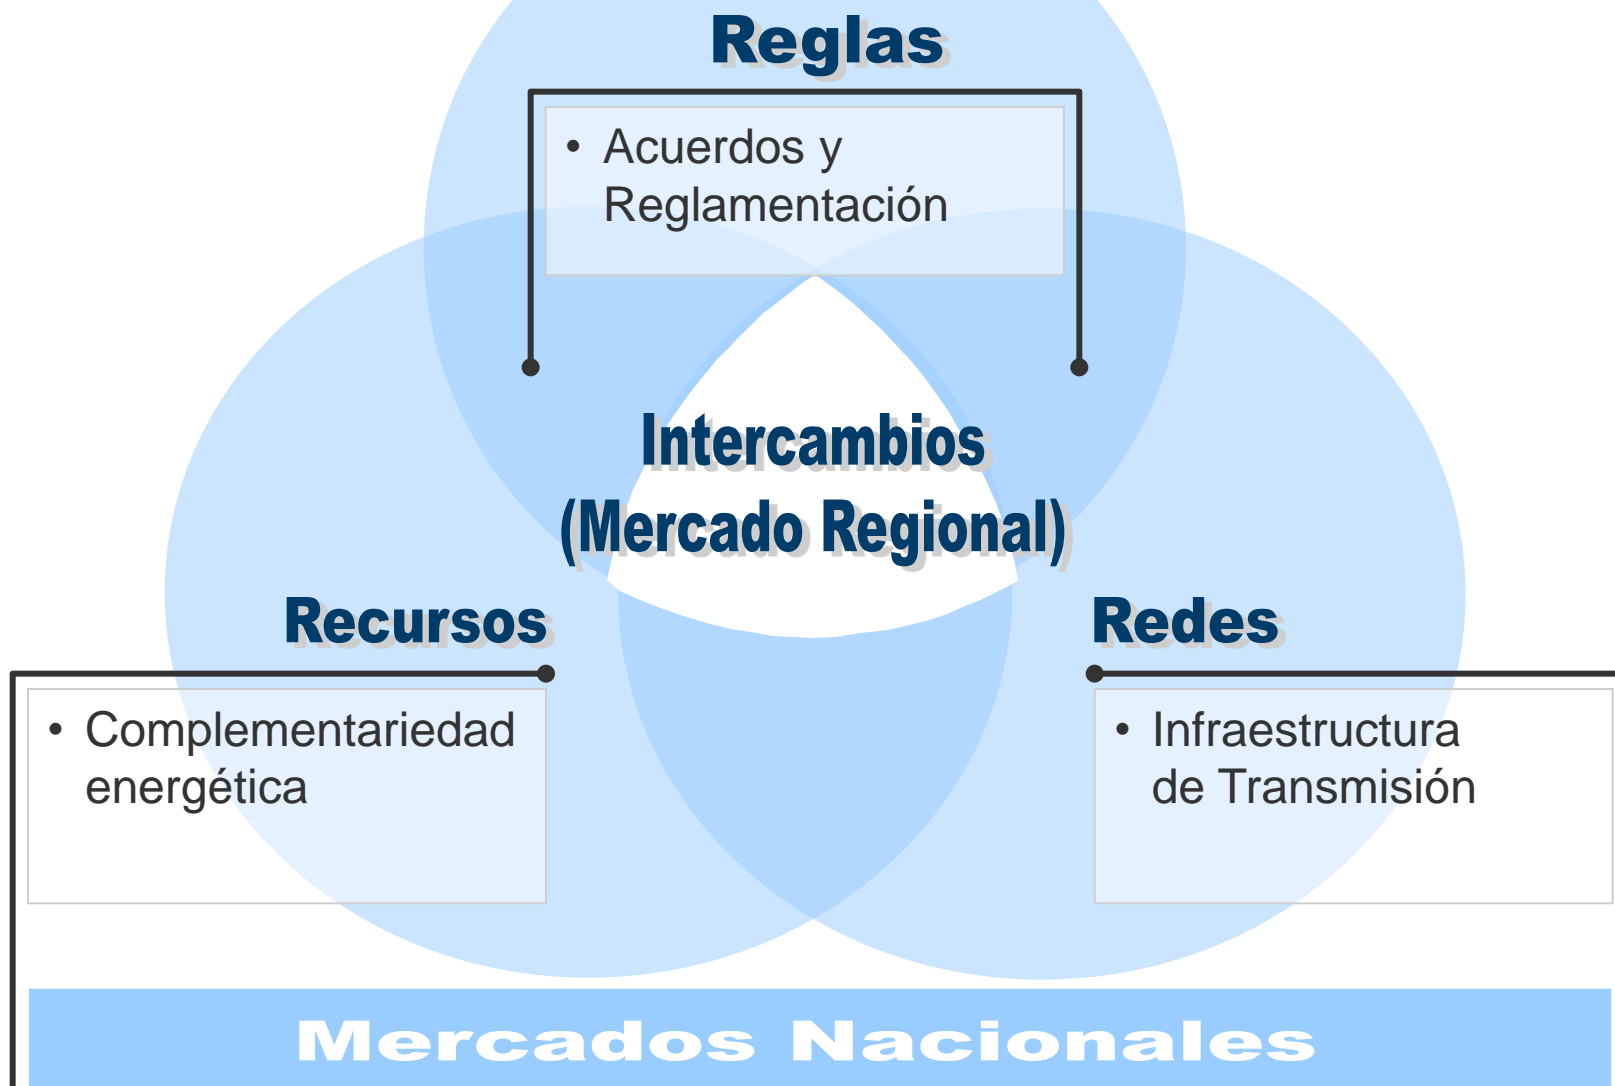 Reglas
• Acuerdos y
Reglamentación
Intercambios
(Mercado Regional)
Recursos
• Complementariedad
energética
Redes
• Infraestructura
de Transmisión
Mercados Nacionales